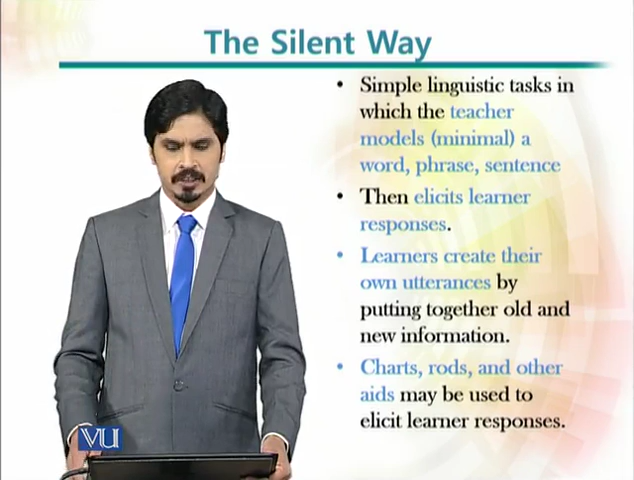 The Silent Way
• Simple linguistic tasks in
which the teacher
models (minimal) a
word, phrase, sentence
• Then elicits learner
responses.
• Learners create their
own utterances by
putting together old and
new information.
• Charts, rods, and other
aids may be used to
elicit learner responses.
VU